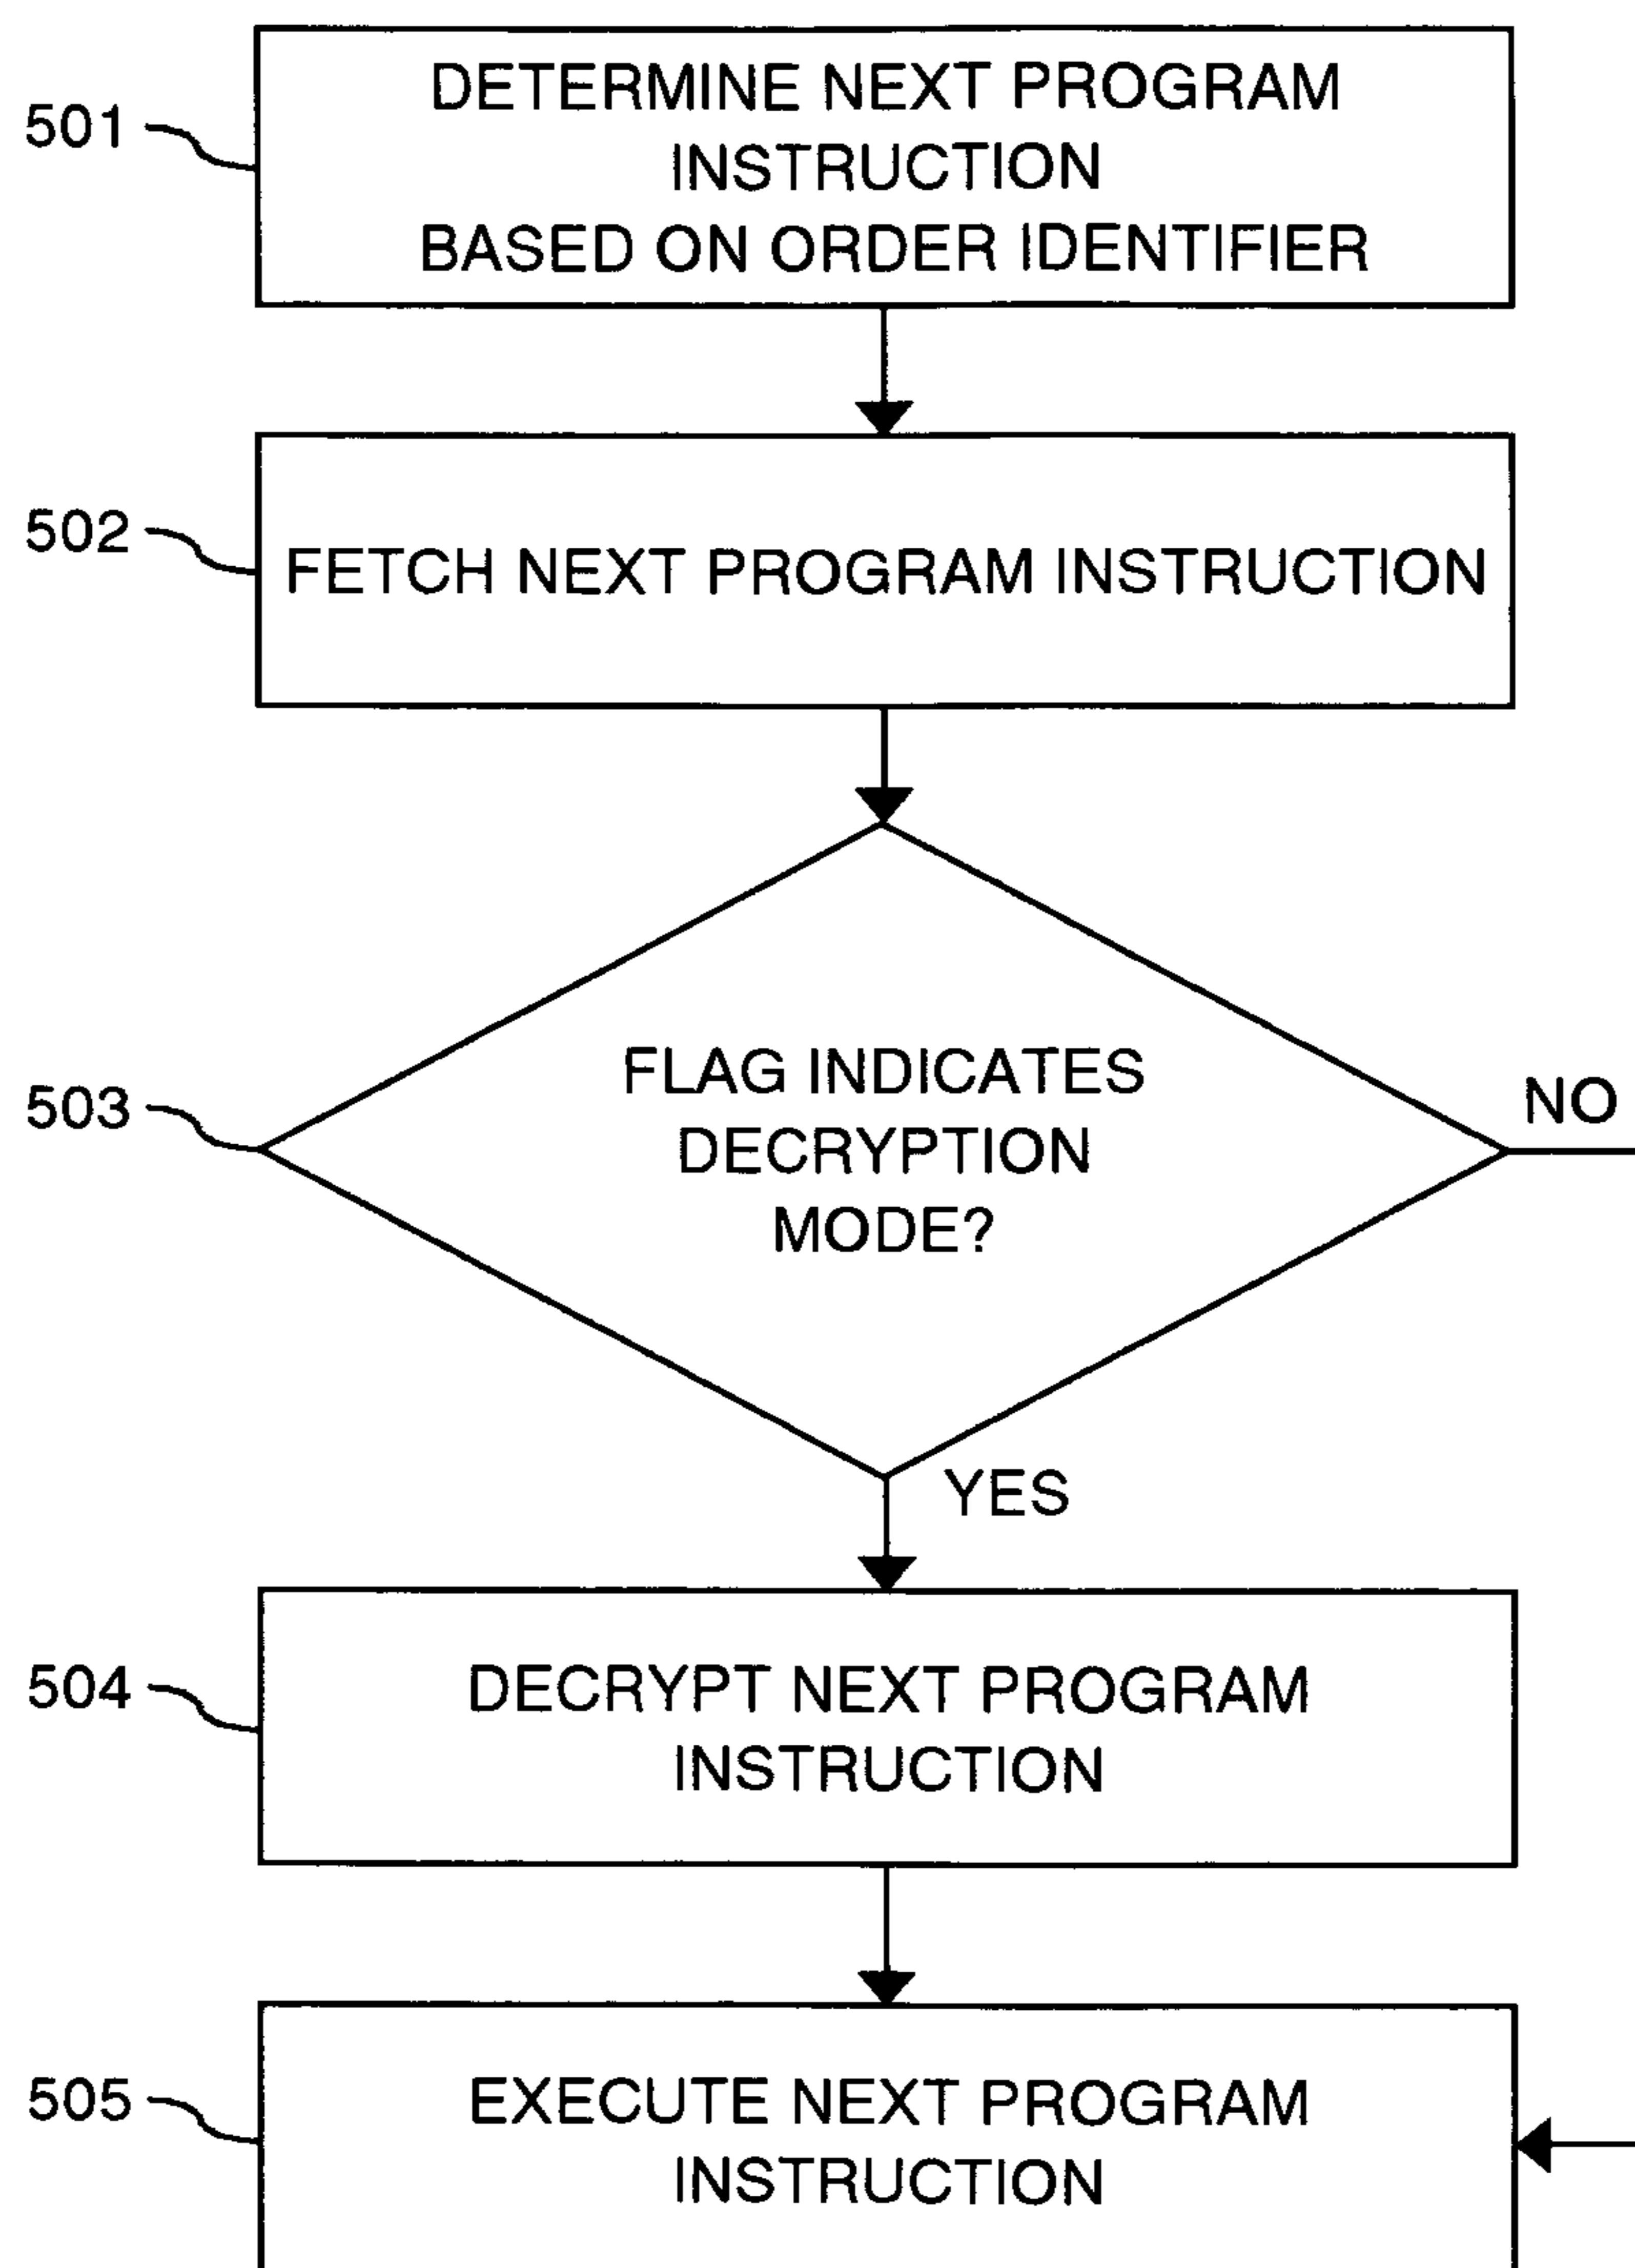 501
DETERMINE NEXT PROGRAM
INSTRUCTION
BASED ON ORDER IDENTIFIER
502
FETCH NEXT PROGRAM INSTRUCTION
503
FLAG INDICATES
DECRYPTION
MODE?
NO
YES
504
DECRYPT NEXT PROGRAM
INSTRUCTION
505
EXECUTE NEXT PROGRAM
INSTRUCTION